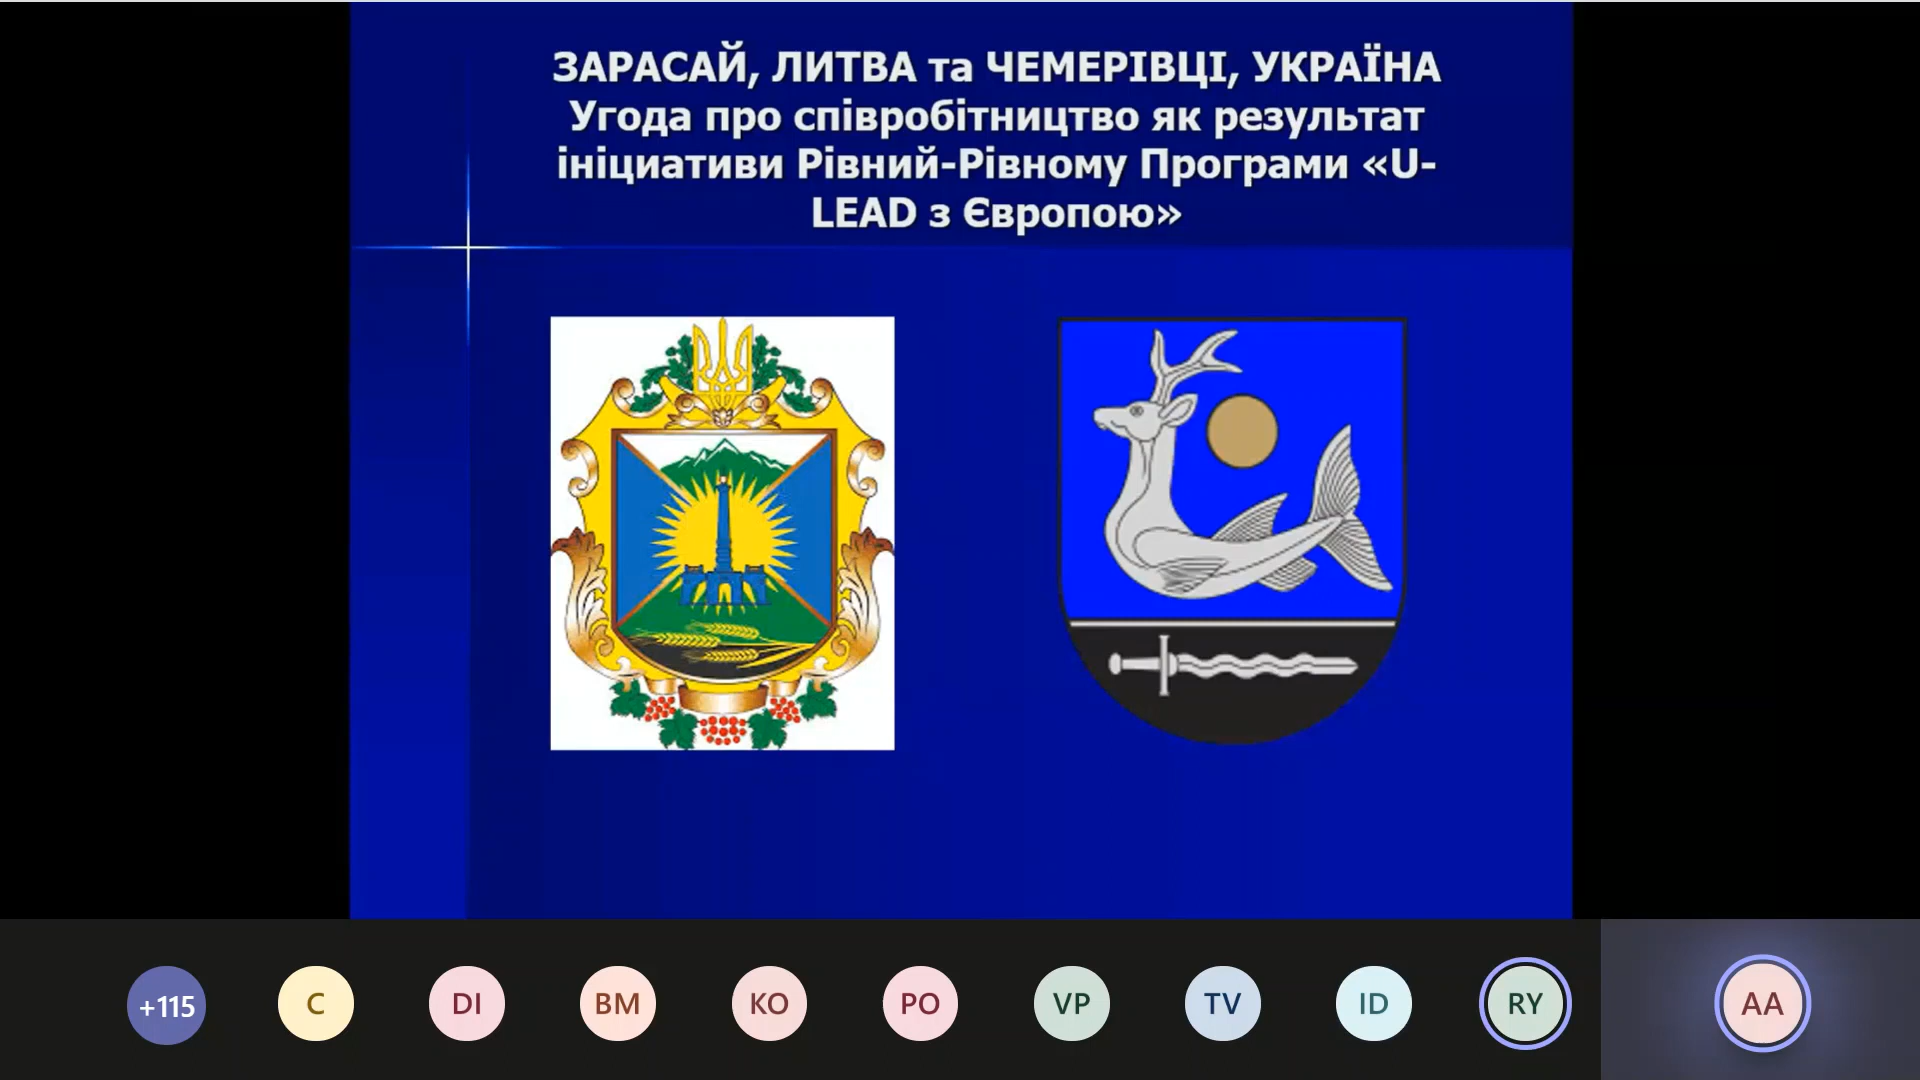 ЗАРАСАЙ, ЛИТВА та ЧЕМЕРІВЦІ, УКРАЇНА
Угода про співробітництво як результат
ініциативи Рівний-Рівному Програми «U-
LEAD з Європою»
+115
C
DI
BM
KO
PO
VP
TV
ID
RY
AA